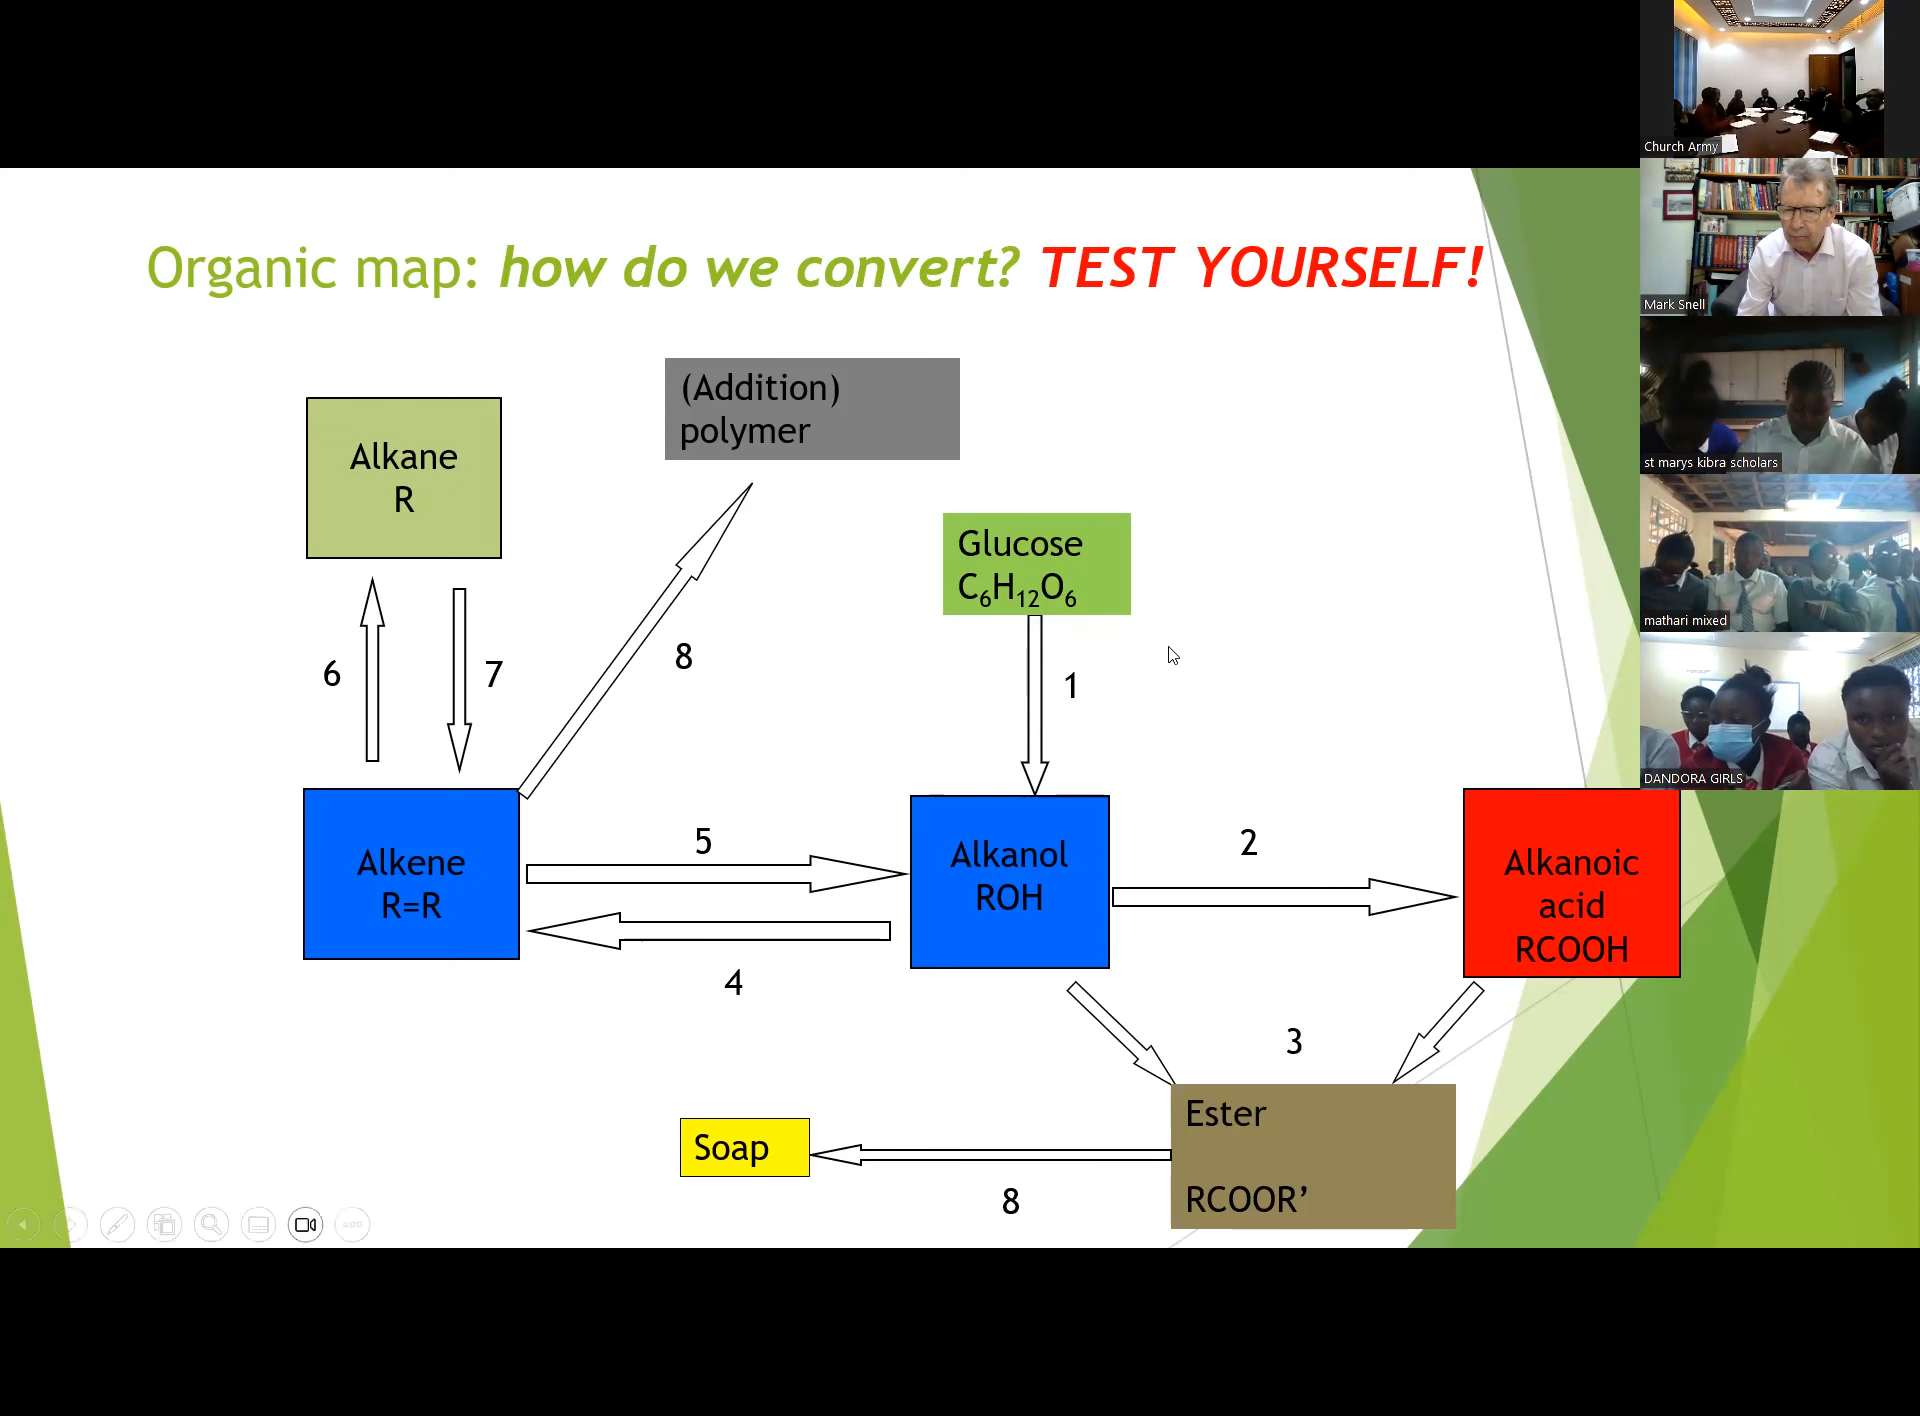 Organic map: how do we convert? TEST YOURSELF!
(Addition)
polymer
Alkane
R
Glucose
C₆H₁₂O₆
6
7
8
1
Alkene
R=R
5
4
Alkanol
ROH
2
Alkanoic
acid
RCOOH
3
Ester
RCOOR’
Soap
8
Church Army
Mark Snell
st marys kibra scholars
mathari mixed
DANDORA GIRLS